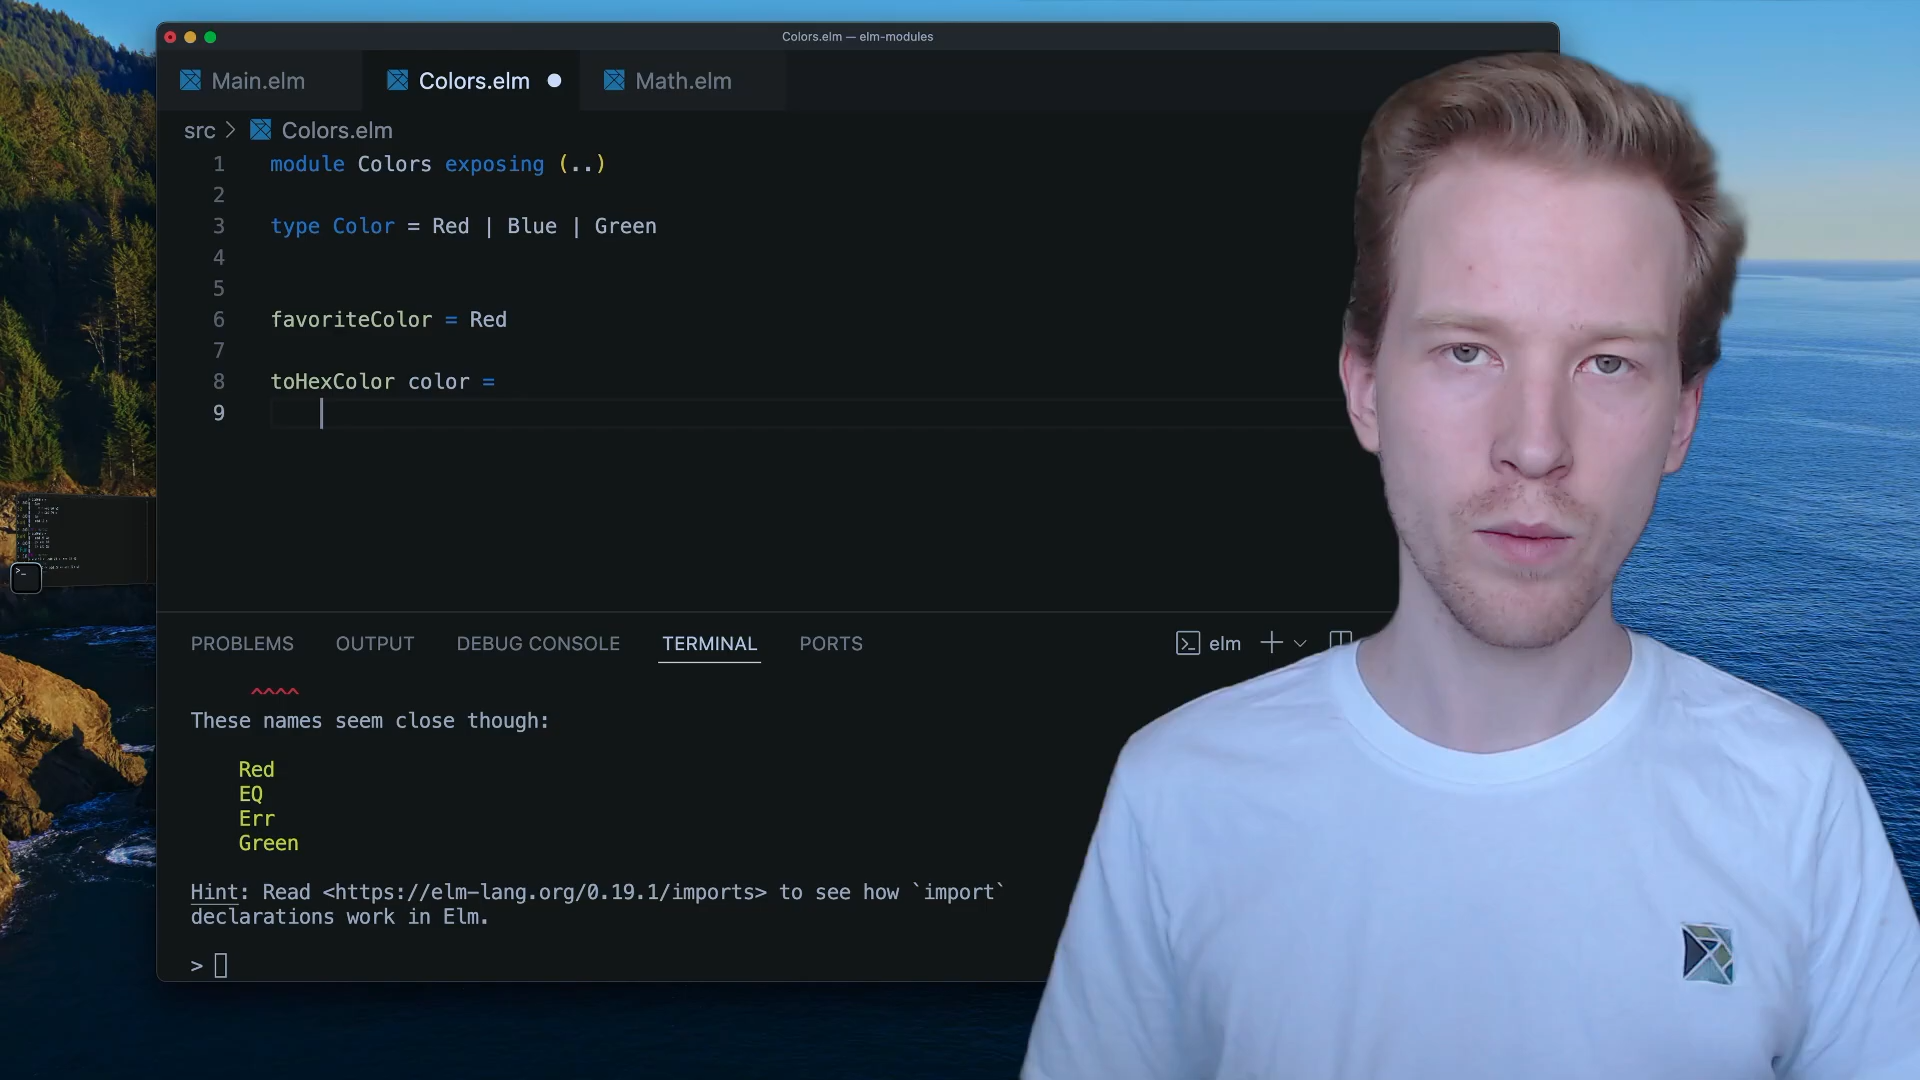 Colors.elm — elm-modules
Main.elm
Colors.elm
Math.elm
src > Colors.elm
1 module Colors exposing (..)
2
3 type Color = Red | Blue | Green
4
5
6 favoriteColor = Red
7
8 toHexColor color =
9
PROBLEMS OUTPUT DEBUG CONSOLE TERMINAL PORTS
elm
^^^^
These names seem close though:
Red
EQ
Err
Green
Hint: Read <https://elm-lang.org/0.19.1/imports> to see how `import`
declarations work in Elm.
>